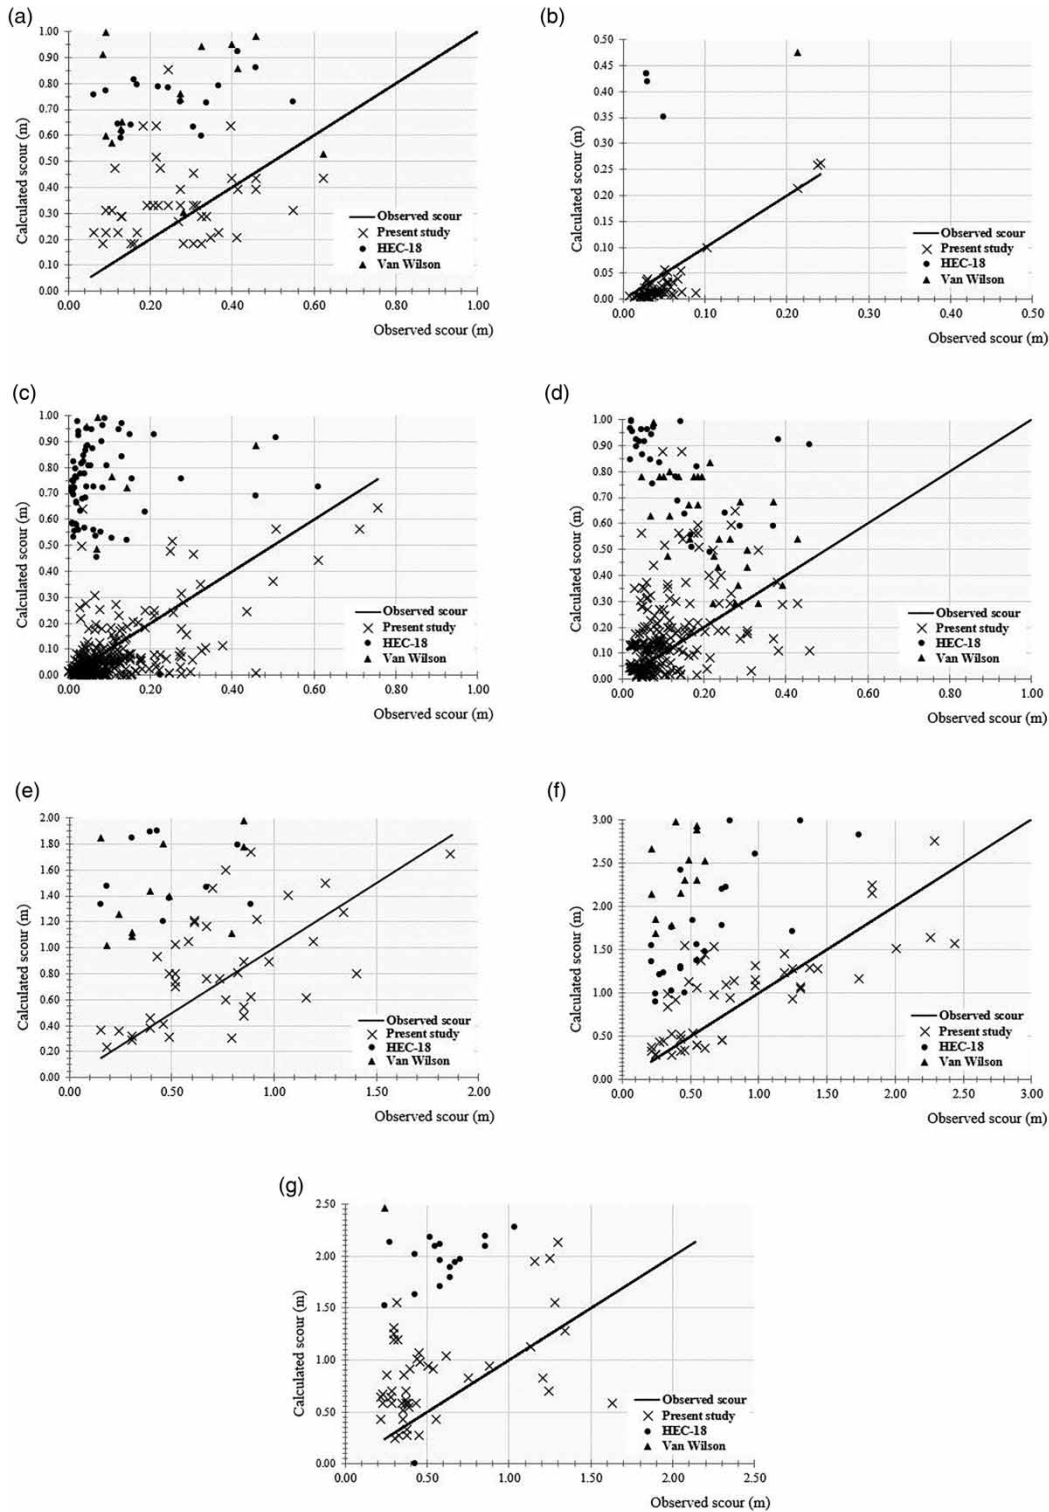 (a)
1.00
0.90
0.80
0.70
0.60
0.50
0.40
0.30
0.20
0.10
0.00
Calculated scour (m)
Observed scour
Present study
HEC-18
Van Wilson
0.00 0.20 0.40 0.60 0.80 1.00
Observed scour (m)
(b)
0.50
0.45
0.40
0.35
0.30
0.25
0.20
0.15
0.10
0.05
0.00
Calculated scour (m)
Observed scour
Present study
HEC-18
Van Wilson
0.00 0.10 0.20 0.30 0.40 0.50
Observed scour (m)
(c)
1.00
0.90
0.80
0.70
0.60
0.50
0.40
0.30
0.20
0.10
0.00
Calculated scour (m)
Observed scour
Present study
HEC-18
Van Wilson
0.00 0.20 0.40 0.60 0.80 1.00
Observed scour (m)
(d)
1.00
0.90
0.80
0.70
0.60
0.50
0.40
0.30
0.20
0.10
0.00
Calculated scour (m)
Observed scour
Present study
HEC-18
Van Wilson
0.00 0.20 0.40 0.60 0.80 1.00
Observed scour (m)
(e)
2.00
1.80
1.60
1.40
1.20
1.00
0.80
0.60
0.40
0.20
0.00
Calculated scour (m)
Observed scour
Present study
HEC-18
Van Wilson
0.00 0.50 1.00 1.50 2.00
Observed scour (m)
(f)
3.00
2.50
2.00
1.50
1.00
0.50
0.00
Calculated scour (m)
Observed scour
Present study
HEC-18
Van Wilson
0.00 0.50 1.00 1.50 2.00 2.50 3.00
Observed scour (m)
(g)
2.50
2.00
1.50
1.00
0.50
0.00
Calculated scour (m)
Observed scour
Present study
HEC-18
Van Wilson
0.00 0.50 1.00 1.50 2.00 2.50
Observed scour (m)